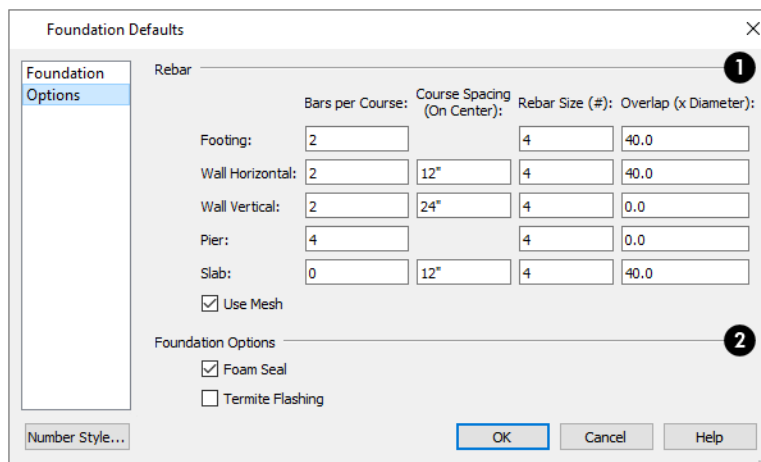 Foundation Defaults
Foundation
Options
Rebar
1
Bars per Course:
Course Spacing
(On Center):
Rebar Size (#):
Overlap (x Diameter):
Footing: 2 4 40.0
Wall Horizontal: 2 12" 4 40.0
Wall Vertical: 2 24" 4 0.0
Pier: 4 4 0.0
Slab: 0 12" 4 40.0
Use Mesh
Foundation Options
2
Foam Seal
Termite Flashing
Number Style... OK Cancel Help